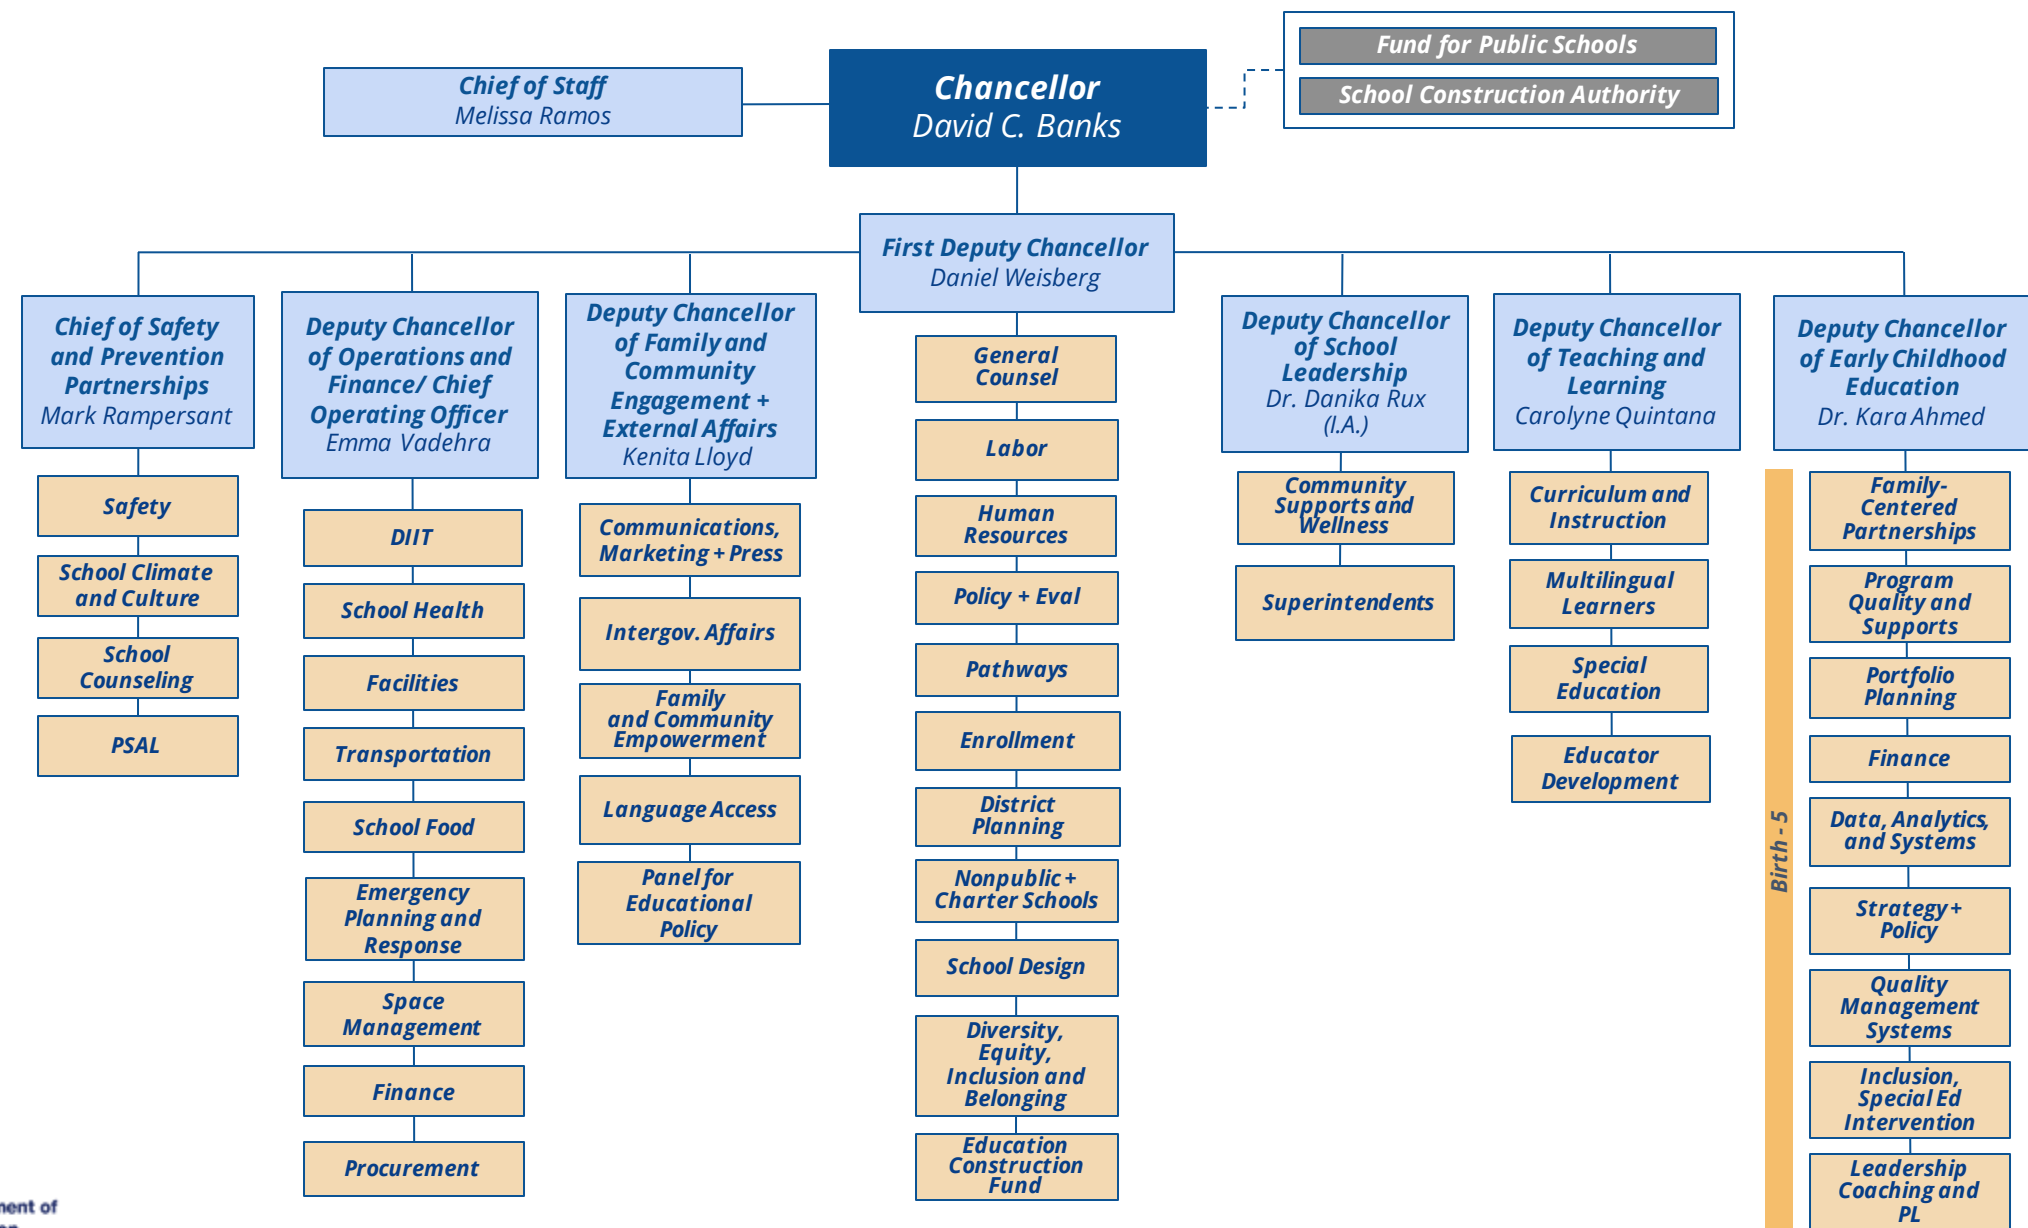 Fund for Public Schools
School Construction Authority
Chief of Staff
Melissa Ramos
Chancellor
David C. Banks
First Deputy Chancellor
Daniel Weisberg
Chief of Safety
and Prevention
Partnerships
Mark Rampersant
Safety
School Climate
and Culture
School
Counseling
PSAL
Deputy Chancellor
of Operations and
Finance/ Chief
Operating Officer
Emma Vadehra
DIIT
School Health
Facilities
Transportation
School Food
Emergency
Planning and
Response
Space
Management
Finance
Procurement
Deputy Chancellor
of Family and
Community
Engagement +
External Affairs
Kenita Lloyd
Communications,
Marketing + Press
Intergov. Affairs
Family
and Community
Empowerment
Language Access
Panel for
Educational
Policy
General
Counsel
Labor
Human
Resources
Policy + Eval
Pathways
Enrollment
District
Planning
Nonpublic +
Charter Schools
School Design
Diversity,
Equity,
Inclusion and
Belonging
Education
Construction
Fund
Deputy Chancellor
of School
Leadership
Dr. Danika Rux
(I.A.)
Community
Supports and
Wellness
Superintendents
Deputy Chancellor
of Teaching and
Learning
Carolyne Quintana
Curriculum and
Instruction
Multilingual
Learners
Special
Education
Educator
Development
Deputy Chancellor
of Early Childhood
Education
Dr. Kara Ahmed
Birth - 5
Family-
Centered
Partnerships
Program
Quality and
Supports
Portfolio
Planning
Finance
Data, Analytics,
and Systems
Strategy +
Policy
Quality
Management
Systems
Inclusion,
Special Ed
Intervention
Leadership
Coaching and
PL
ment of